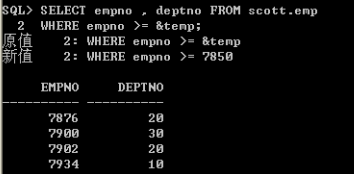 SQL> SELECT empno , deptno FROM scott.emp
  2  WHERE empno >= &temp;
原值    2: WHERE empno >= &temp
新值    2: WHERE empno >= 7850
     EMPNO     DEPTNO
---------- ----------
      7876         20
      7900         30
      7902         20
      7934         10